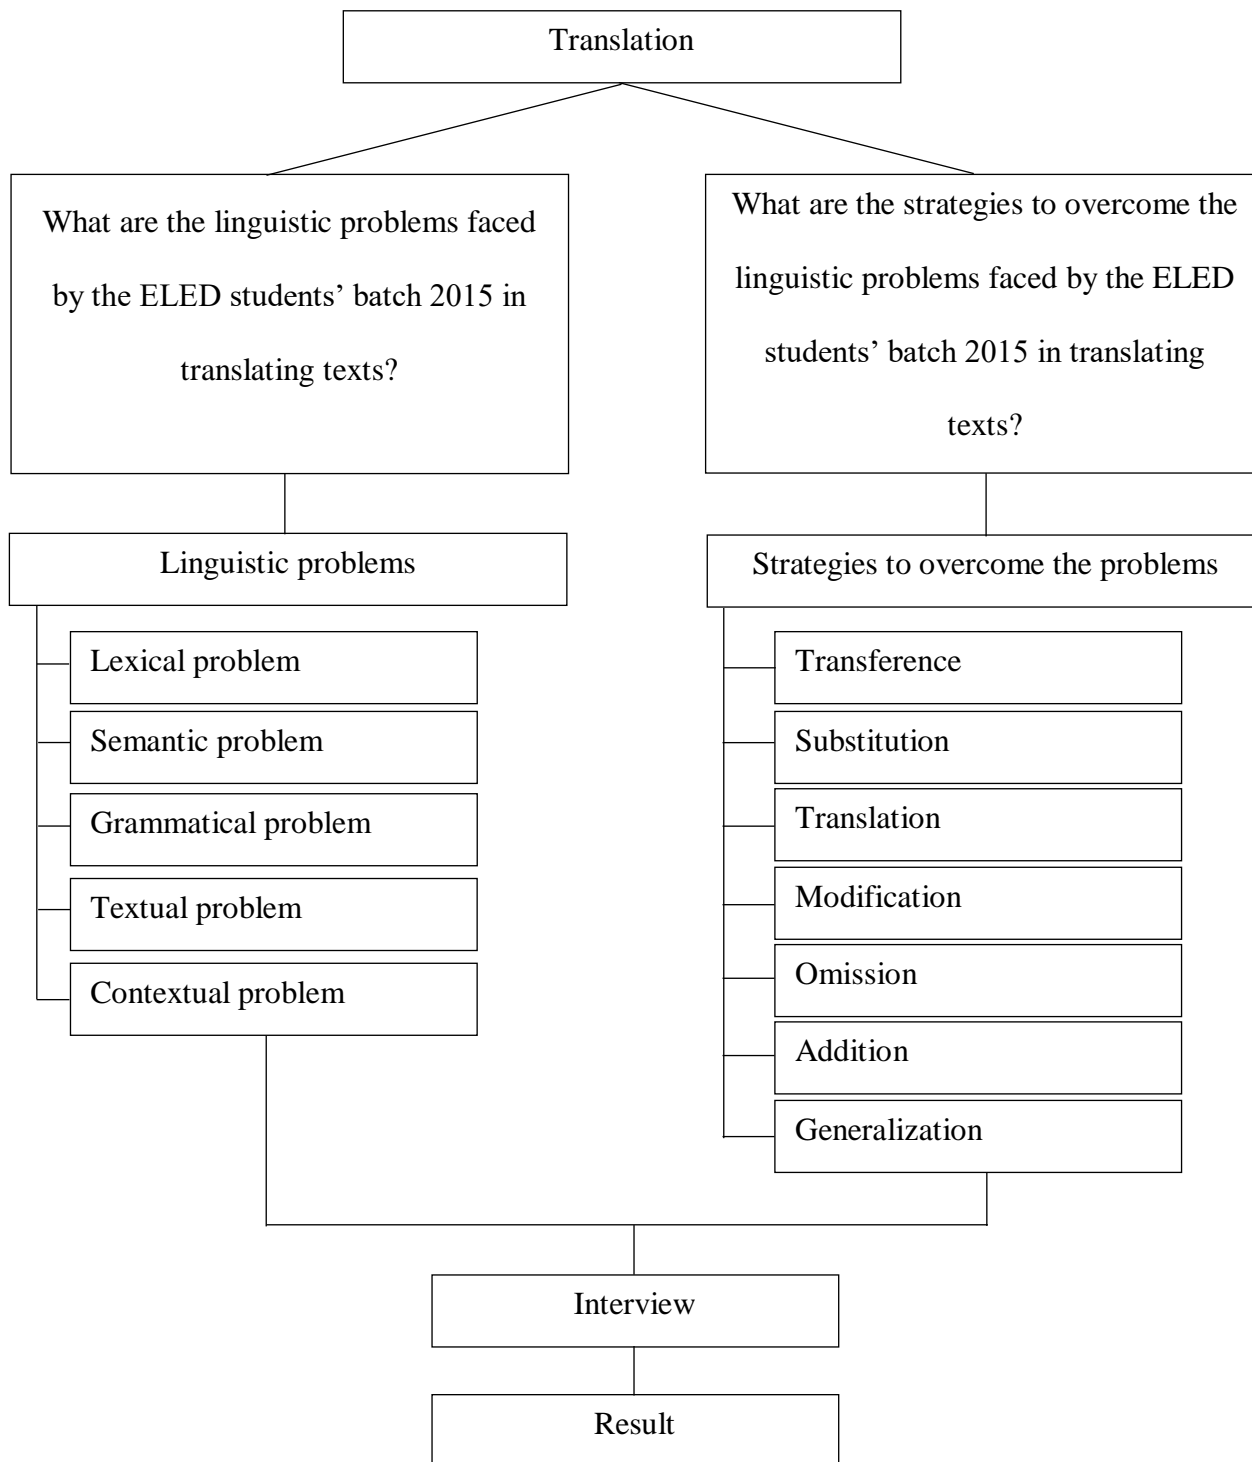 Translation
What are the linguistic problems faced
by the ELED students’ batch 2015 in
translating texts?
What are the strategies to overcome the
linguistic problems faced by the ELED
students’ batch 2015 in translating
texts?
Linguistic problems
Lexical problem
Semantic problem
Grammatical problem
Textual problem
Contextual problem
Strategies to overcome the problems
Transference
Substitution
Translation
Modification
Omission
Addition
Generalization
Interview
Result